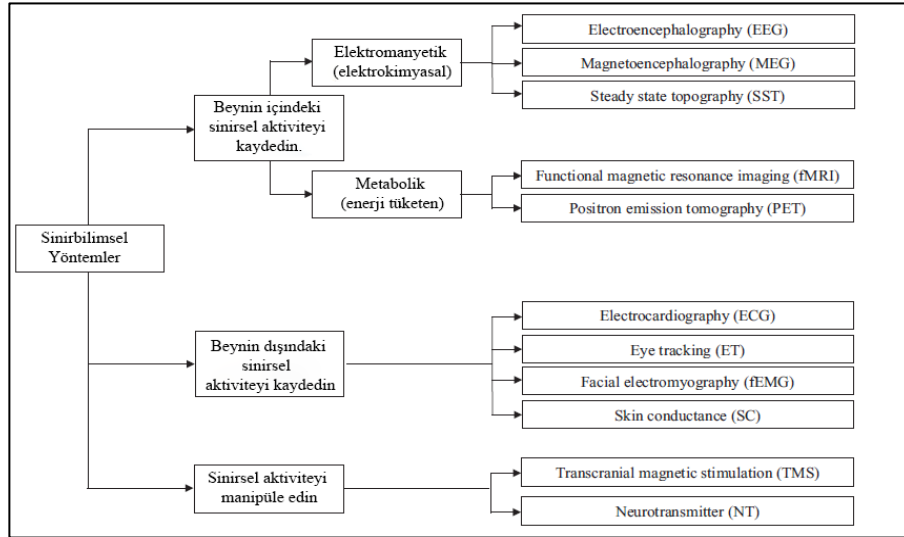 Sinirbilimsel
Yöntemler
Beynin içindeki
sinirsel aktiviteyi
kaydedin.
Elektromanyetik
(elektrokimyasal)
Electroencephalography (EEG)
Magnetoencephalography (MEG)
Steady state topography (SST)
Metabolik
(enerji tüketen)
Functional magnetic resonance imaging (fMRI)
Positron emission tomography (PET)
Beynin dışındaki
sinirsel
aktiviteyi kaydedin
Electrocardiography (ECG)
Eye tracking (ET)
Facial electromyography (fEMG)
Skin conductance (SC)
Sinirsel aktiviteyi
manipüle edin
Transcranial magnetic stimulation (TMS)
Neurotransmitter (NT)